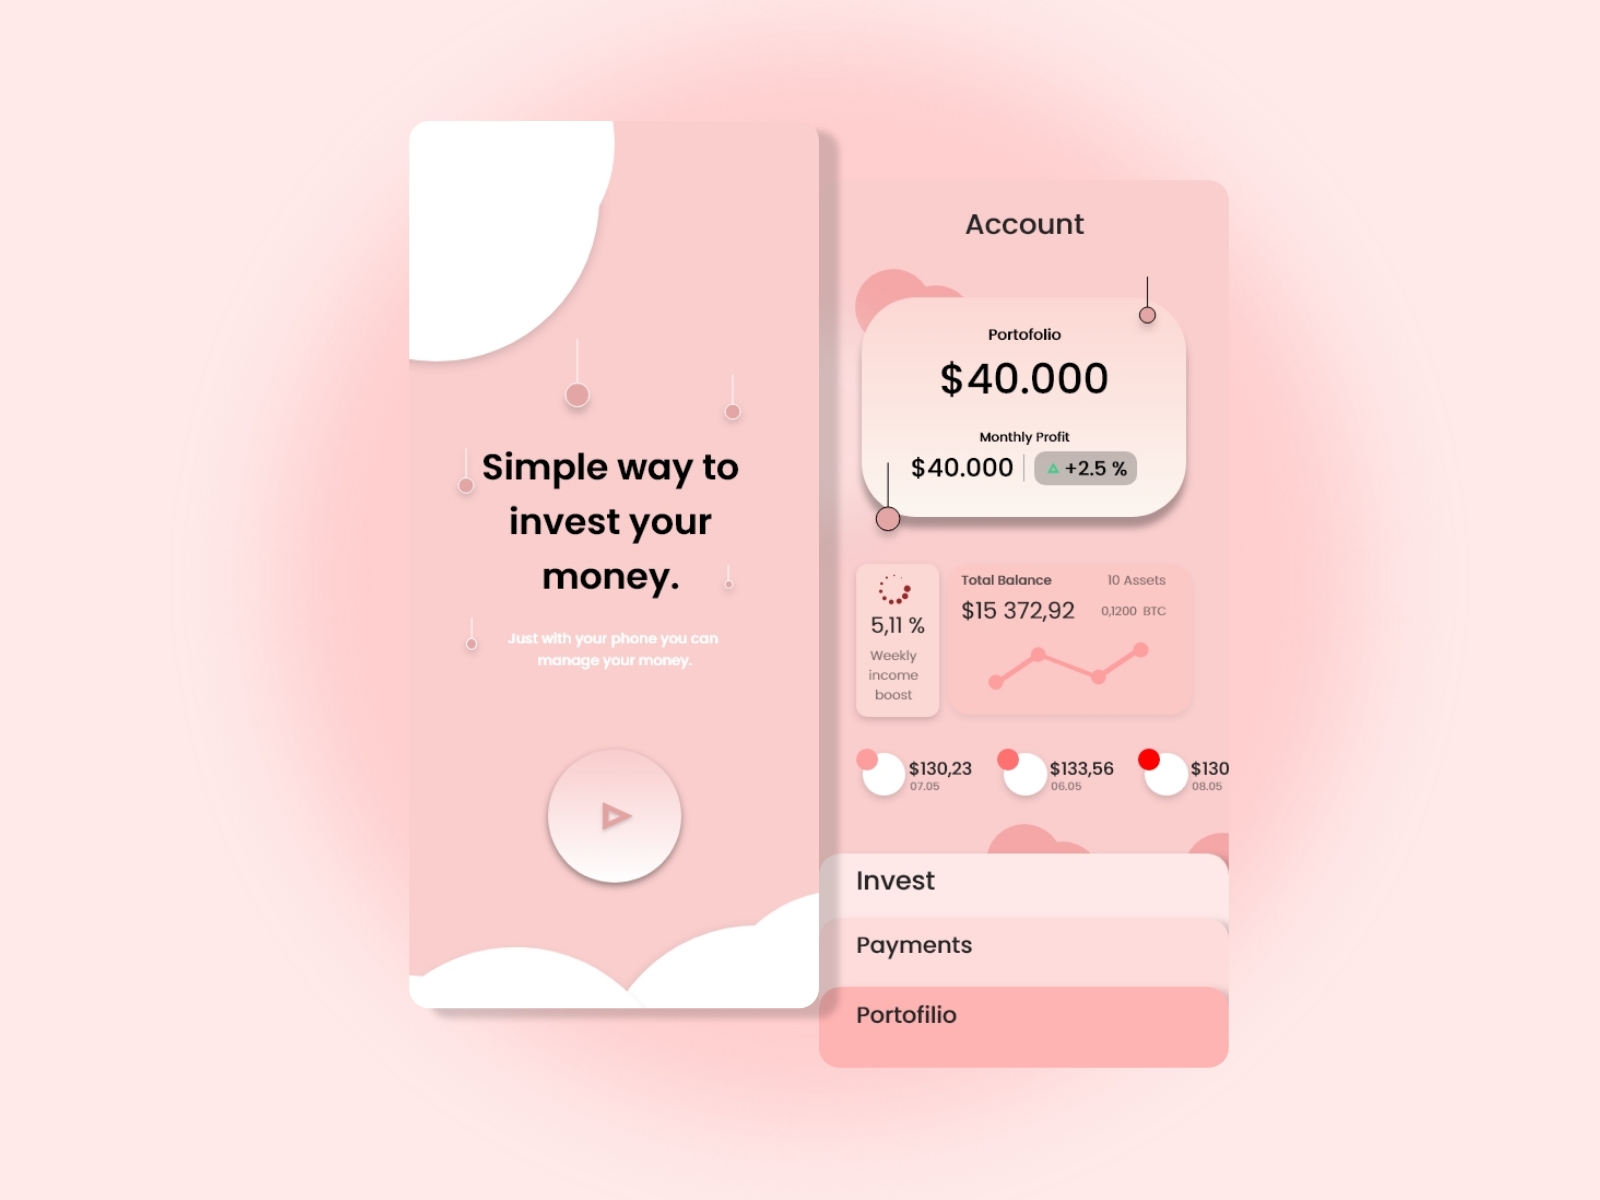 Simple way to
invest your
money.
Just with your phone you can
manage your money.
Account
Portofolio
$40.000
Monthly Profit
$40.000 +2.5 %
5,11 %
Weekly
income
boost
Total Balance 10 Assets
$15 372,92 0,1200 BTC
$130,23
07.05
$133,56
06.05
$130
08.05
Invest
Payments
Portofilio